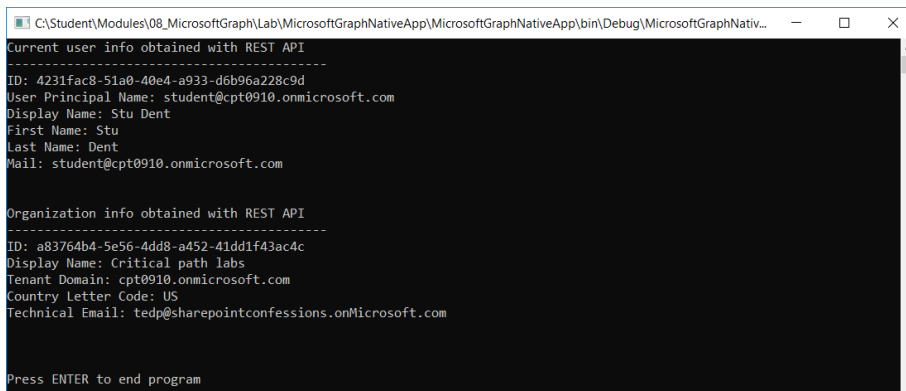 C:\Student\Modules\08_MicrosoftGraph\Lab\MicrosoftGraphNativeApp\MicrosoftGraphNativeApp\bin\Debug\MicrosoftGraphNativ...
Current user info obtained with REST API
-------------------------------------------
ID: 4231fac8-51a0-40e4-a933-d6b96a228c9d
User Principal Name: student@cpt0910.onmicrosoft.com
Display Name: Stu Dent
First Name: Stu
Last Name: Dent
Mail: student@cpt0910.onmicrosoft.com
Organization info obtained with REST API
-------------------------------------------
ID: a83764b4-5e56-4dd8-a452-41dd1f43ac4c
Display Name: Critical path labs
Tenant Domain: cpt0910.onmicrosoft.com
Country Letter Code: US
Technical Email: tedp@sharepointconfessions.onMicrosoft.com
Press ENTER to end program